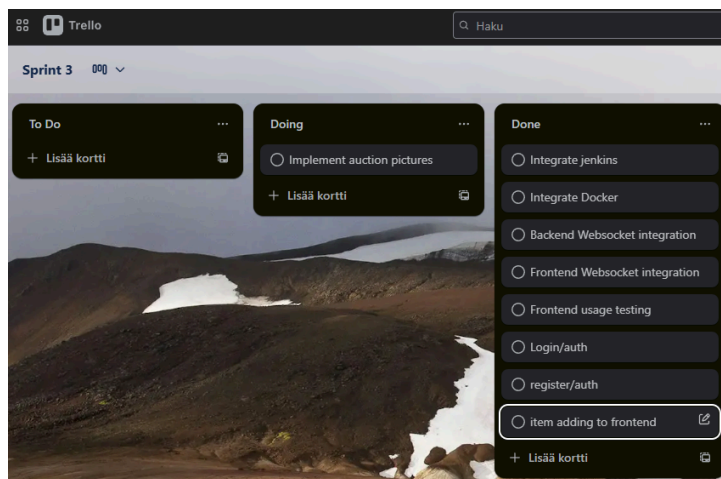 Trello
Haku
Sprint 3
To Do
Lisää kortti
Doing
Implement auction pictures
Lisää kortti
Done
Integrate jenkins
Integrate Docker
Backend Websocket integration
Frontend Websocket integration
Frontend usage testing
Login/auth
register/auth
item adding to frontend
Lisää kortti